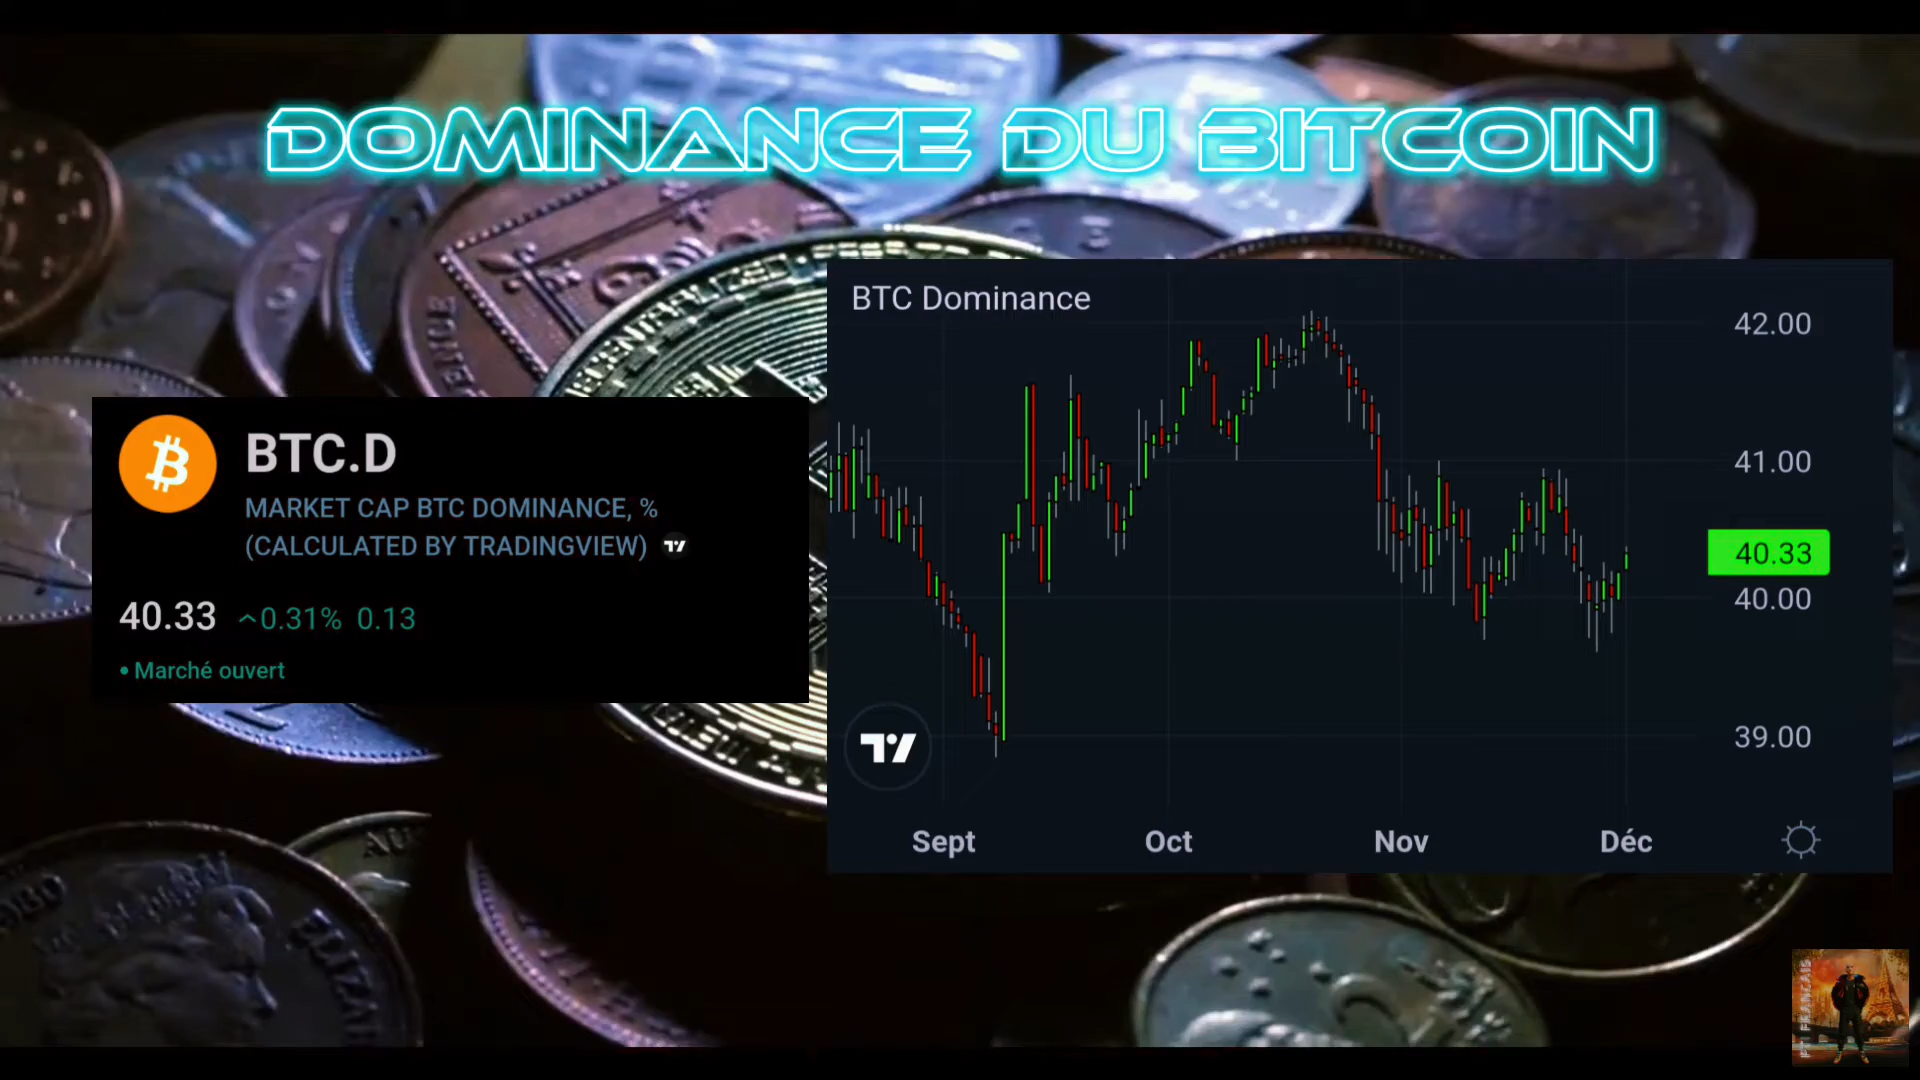 DOMINANCE DU BITCOIN
BTC.D
MARKET CAP BTC DOMINANCE, %
(CALCULATED BY TRADINGVIEW)
40.33 0.31% 0.13
• Marché ouvert
BTC Dominance
42.00
41.00
40.33
40.00
39.00
Sept Oct Nov Déc